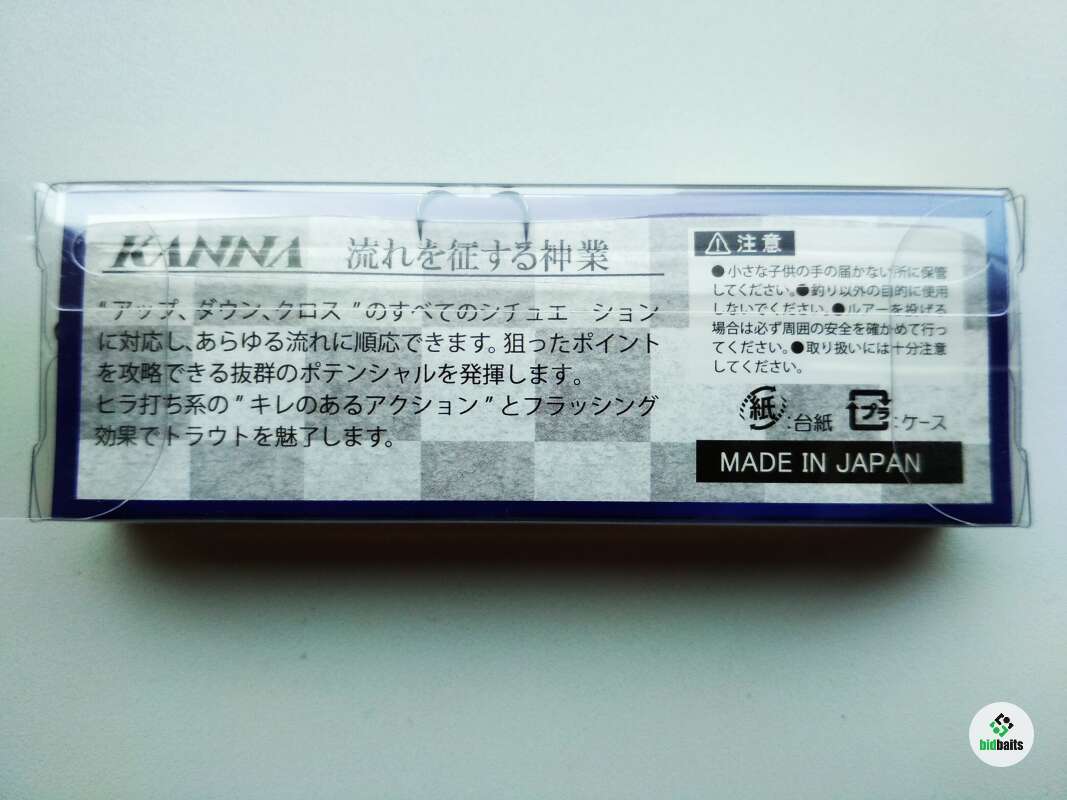 KANNA 流れを征する神業
“アップ、ダウン、クロス”のすべてのシチュエーション
に対応し、あらゆる流れに順応できます。狙ったポイント
を攻略できる抜群のポテンシャルを発揮します。
ヒラ打ち系の”キレのあるアクション”とフラッシング
効果でトラウトを魅了します。
注意
●小さな子供の手の届かない所に保管
してください。●釣り以外の目的に使用
しないでください。●ルアーを投げる
場合は必ず周囲の安全を確かめて行っ
てください。●取り扱いには十分注意
してください。
紙:台紙 プラ:ケース
MADE IN JAPAN
bidbaits